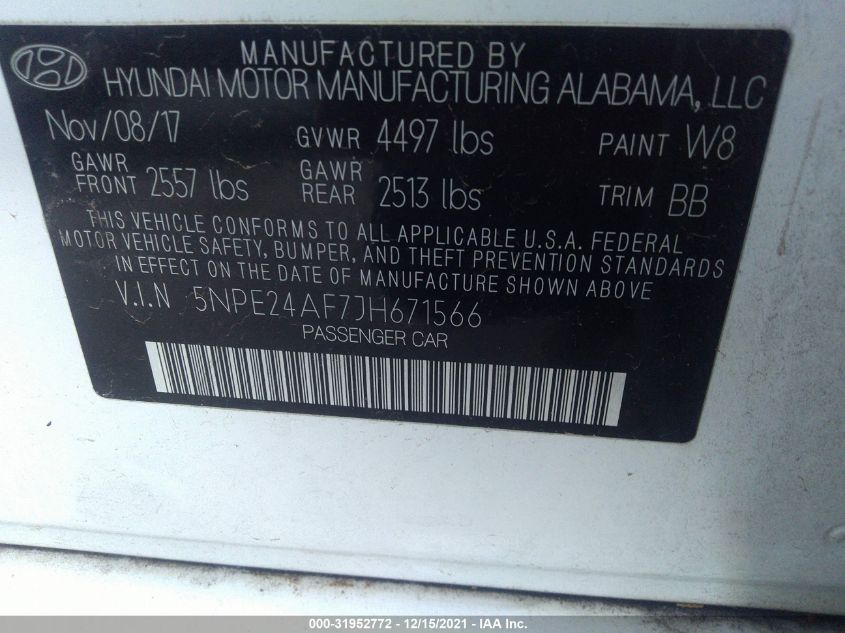 MANUFACTURED BY
HYUNDAI MOTOR MANUFACTURING ALABAMA, LLC
Nov/08/17 GVWR 4497 lbs PAINT W8
GAWR FRONT 2557 lbs GAWR REAR 2513 lbs TRIM BB
THIS VEHICLE CONFORMS TO ALL APPLICABLE U.S.A. FEDERAL
MOTOR VEHICLE SAFETY, BUMPER, AND THEFT PREVENTION STANDARDS
IN EFFECT ON THE DATE OF MANUFACTURE SHOWN ABOVE
V.I.N 5NPE24AF7JH671566
PASSENGER CAR
000-31952772 - 12/15/2021 - IAA Inc.